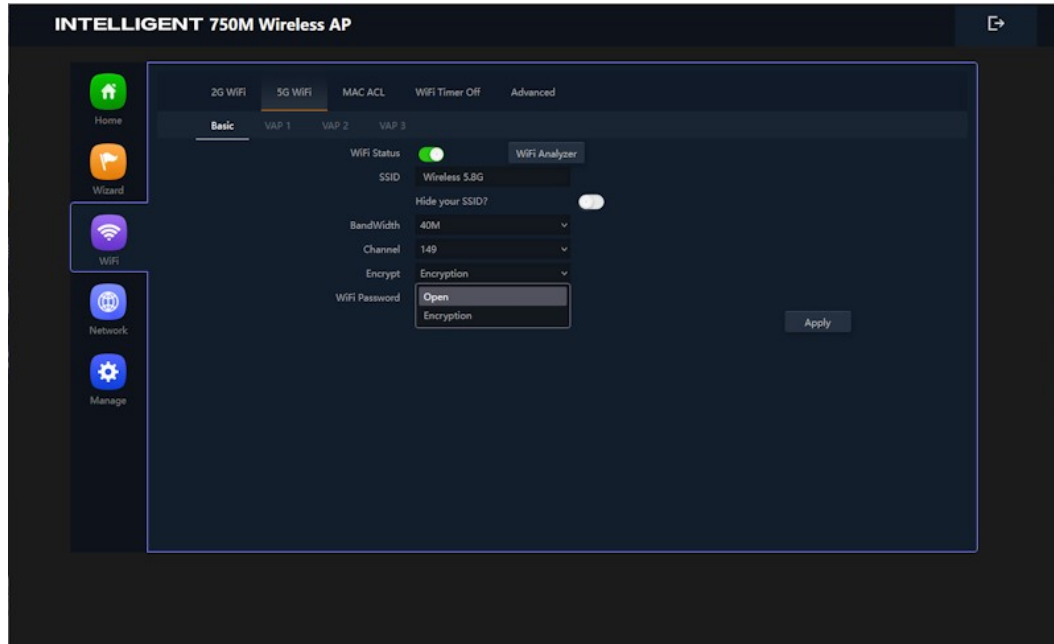 INTELLIGENT 750M Wireless AP
Home
Wizard
WiFi
Network
Manage
2G WiFi 5G WiFi MAC ACL WiFi Timer Off Advanced
Basic VAP 1 VAP 2 VAP 3
WiFi Status WiFi Analyzer
SSID Wireless 5.8G
Hide your SSID?
BandWidth 40M
Channel 149
Encrypt Encryption
WiFi Password Open
Encryption
Apply